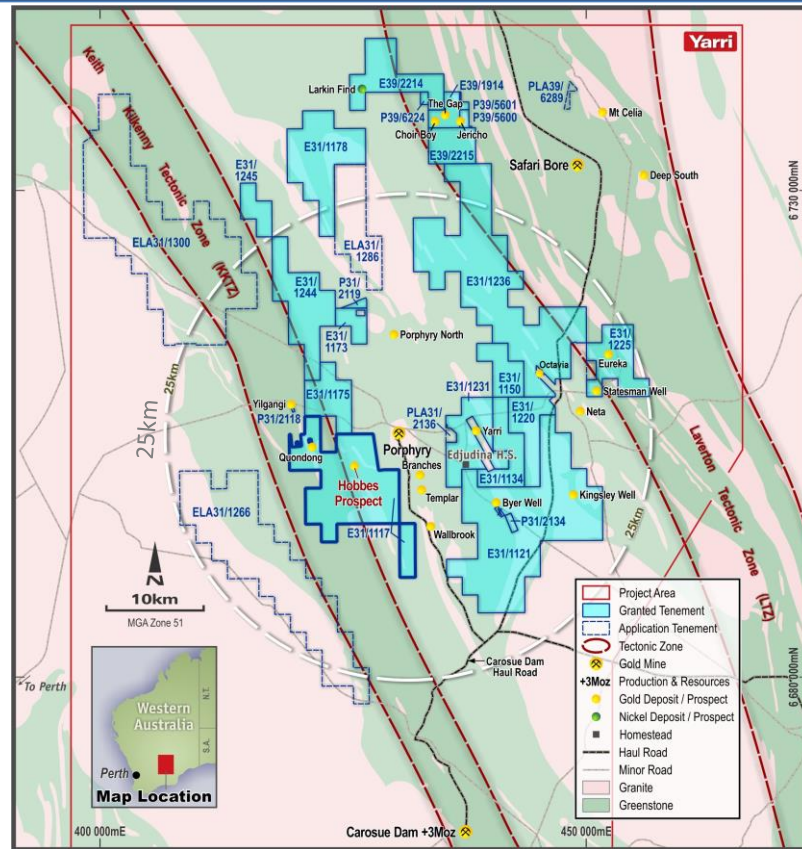 Yarri
Keith - Kilkenny Tectonic Zone
(KKTZ)
Larkin Find
E39/2214
E39/1914
The Gap
P39/5601
P39/6224
P39/5600
Choir Boy
Jericho
E39/2215
PLA39/
6289
Mt Celia
Safari Bore
Deep South
6 730 000mN
E31/1178
E31/
1245
ELA31/1300
ELA31/
1286
E31/
1244
P31/
2119
E31/1236
E31/
1173
Porphyry North
E31/
1225
Eureka
Octavia
E31/1175
E31/1231
E31/
1150
Statesman Well
25km
25km
25km
Yilgangi
P31/2118
PLA31/
2136
E31/
1220
Neta
Yarri
Porphyry
Edjudina H.S.
Quondong
Hobbes
Prospect
Branches
E31/1134
Templar
Byer Well
Kingsley Well
P31/2134
Laverton Tectonic Zone
(LTZ)
ELA31/1266
E31/1117
Wallbrook
E31/1121
N
10km
MGA Zone 51
Project Area
Granted Tenement
Application Tenement
Tectonic Zone
Gold Mine
+3Moz Production & Resources
Gold Deposit / Prospect
Nickel Deposit / Prospect
Homestead
Haul Road
Minor Road
Granite
Greenstone
Carosue Dam
Haul Road
6 680 000mN
To Perth
Western
Australia
N.T.
S.A.
Perth
Map Location
400 000mE
Carosue Dam +3Moz
450 000mE